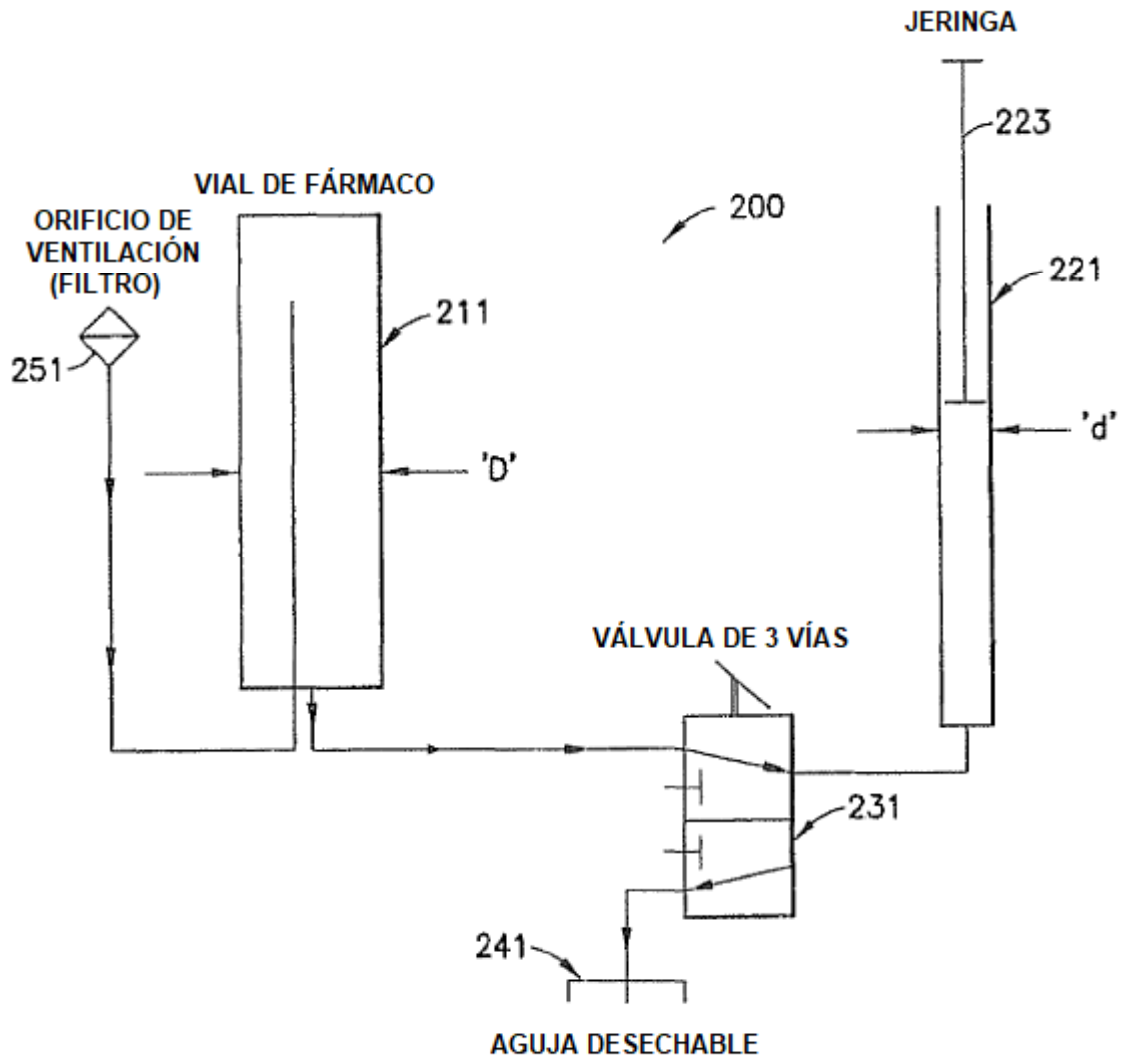 JERINGA
223
VIAL DE FÁRMACO
200
ORIFICIO DE
VENTILACIÓN
(FILTRO)
221
211
251
'd'
'D'
VÁLVULA DE 3 VÍAS
231
241
AGUJA DESECHABLE